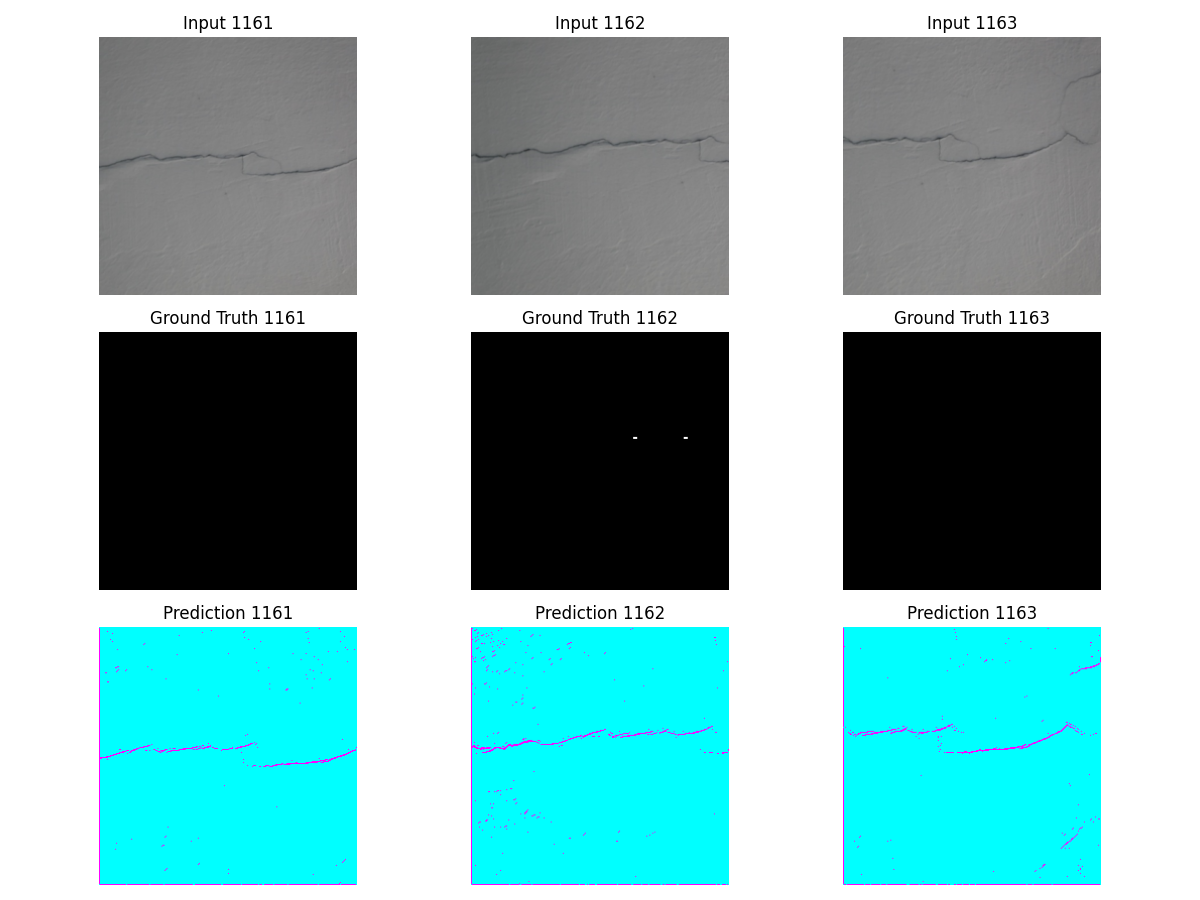 Input 1161
Input 1162
Input 1163
Ground Truth 1161
Ground Truth 1162
Ground Truth 1163
Prediction 1161
Prediction 1162
Prediction 1163